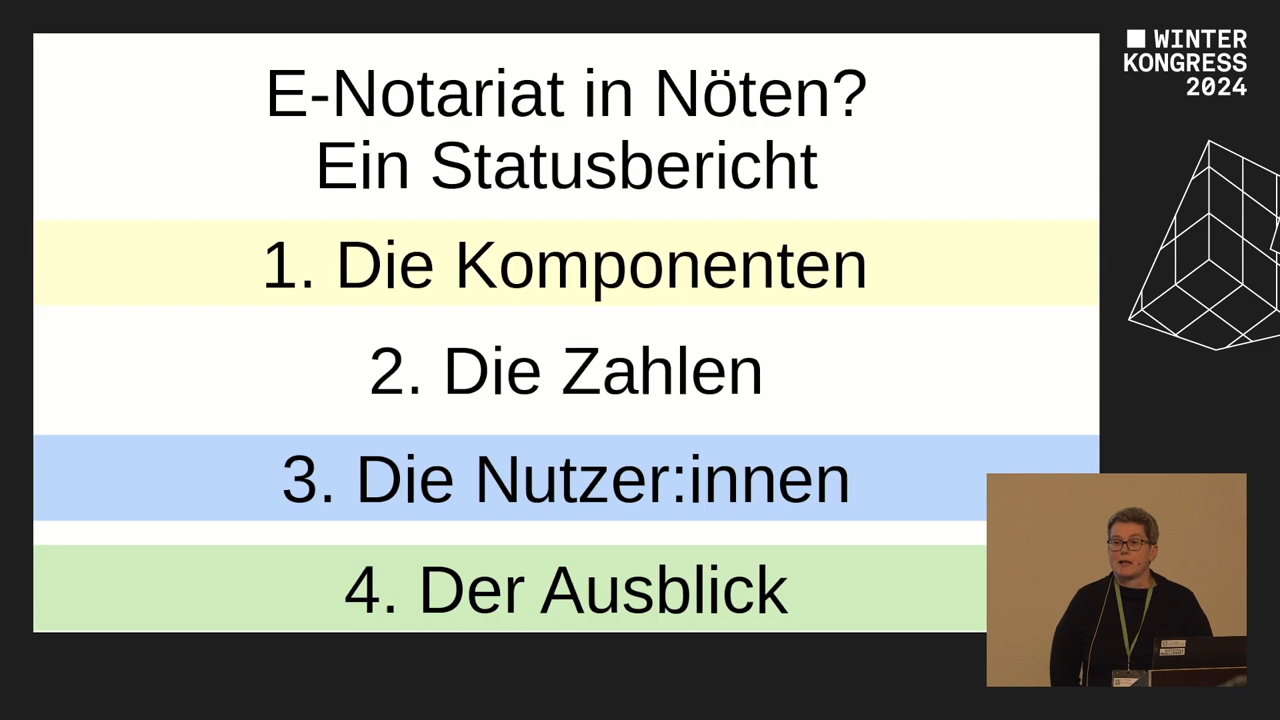 E-Notariat in Nöten?
Ein Statusbericht
1. Die Komponenten
2. Die Zahlen
3. Die Nutzer:innen
4. Der Ausblick
WINTER
KONGRESS
2024